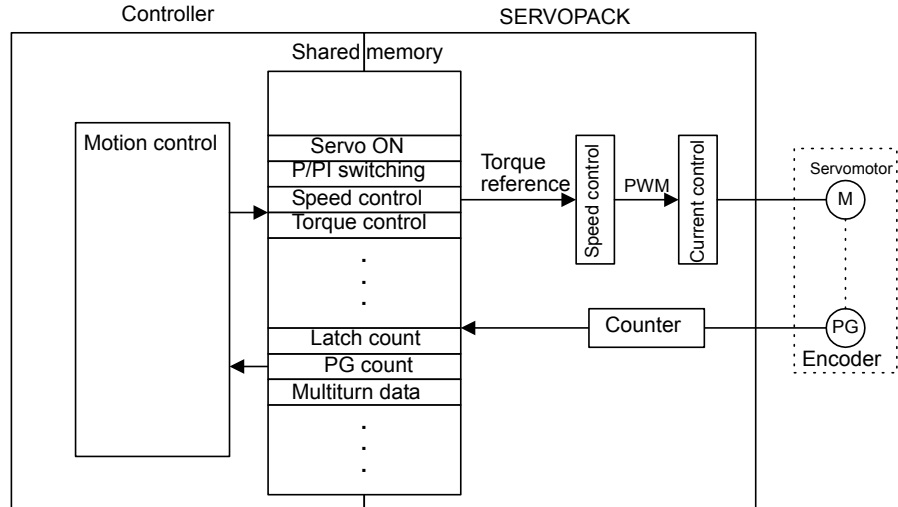 Controller
SERVOPACK
Shared memory
Motion control
Servo ON
P/PI switching
Speed control
Torque control
Torque
reference
Speed control
PWM
Current control
Servomotor
M
Latch count
PG count
Multiturn data
Counter
PG
Encoder